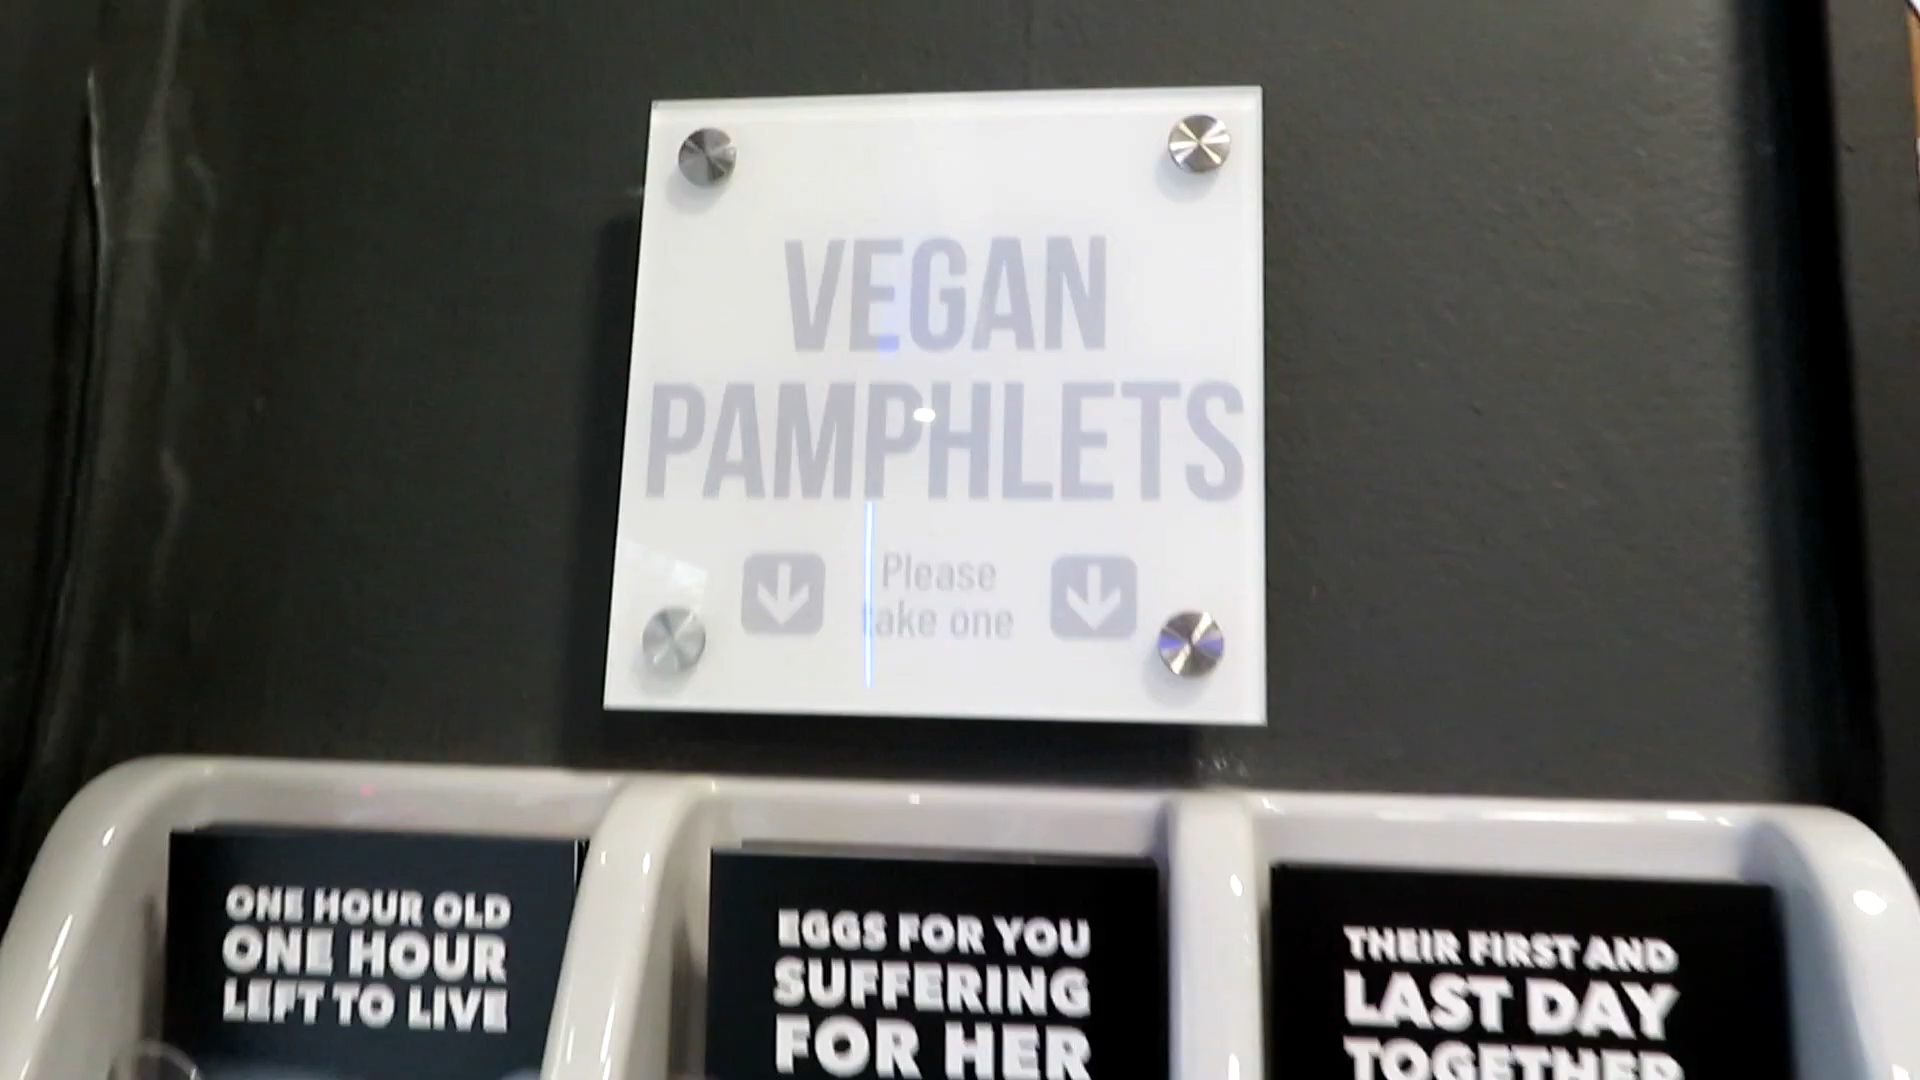 VEGAN
PAMPHLETS
Please
take one
ONE HOUR OLD
ONE HOUR
LEFT TO LIVE
EGGS FOR YOU
SUFFERING
FOR HER
THEIR FIRST AND
LAST DAY
TOGETHER